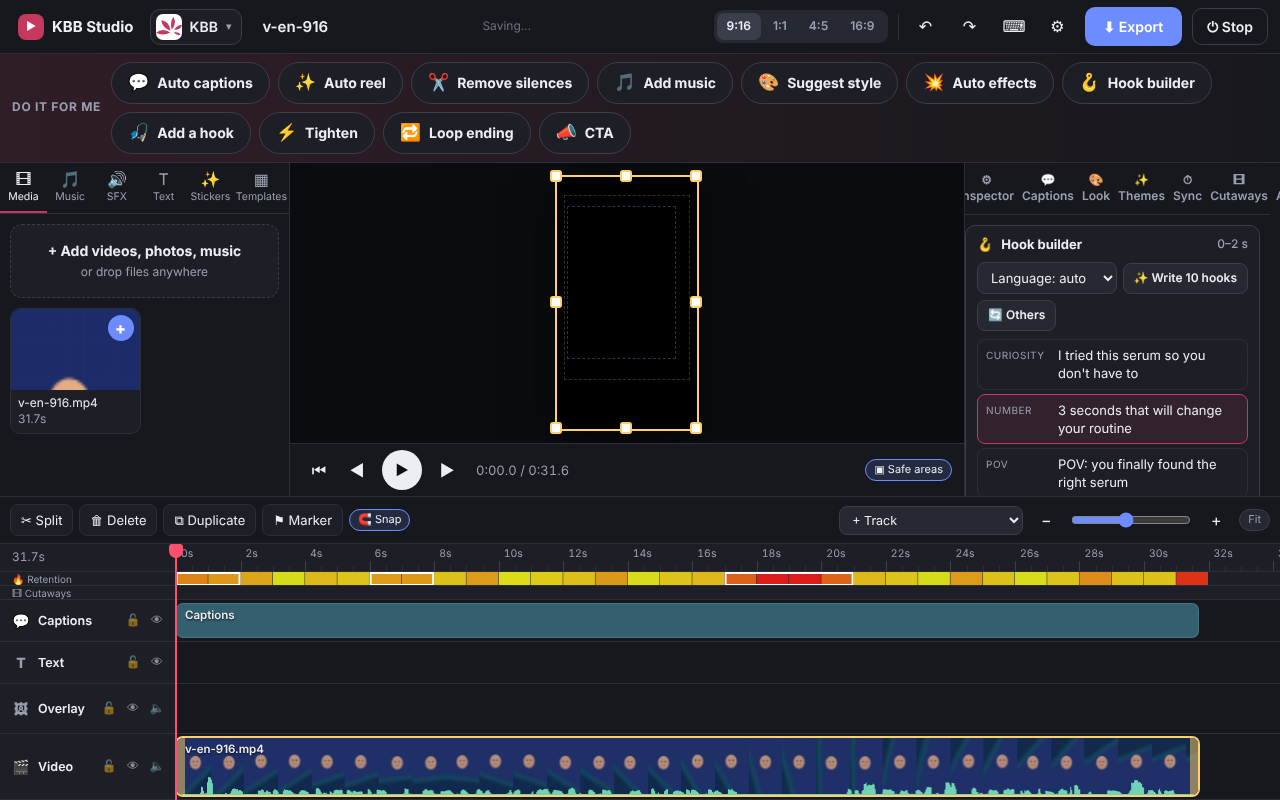 KBB Studio
KBB
v-en-916
Saving...
9:16 1:1 4:5 16:9
Export
Stop
DO IT FOR ME
Auto captions
Auto reel
Remove silences
Add music
Suggest style
Auto effects
Hook builder
Add a hook
Tighten
Loop ending
CTA
Media Music SFX Text Stickers Templates
+ Add videos, photos, music
or drop files anywhere
v-en-916.mp4
31.7s
0:00.0 / 0:31.6
Safe areas
nspector Captions Look Themes Sync Cutaways
Hook builder 0–2 s
Language: auto
Write 10 hooks
Others
CURIOSITY I tried this serum so you
don't have to
NUMBER 3 seconds that will change
your routine
POV POV: you finally found the
right serum
Split
Delete
Duplicate
Marker
Snap
+ Track
− + Fit
31.7s
0s 2s 4s 6s 8s 10s 12s 14s 16s 18s 20s 22s 24s 26s 28s 30s 32s
Retention
Cutaways
Captions
Captions
Text
Overlay
Video
v-en-916.mp4